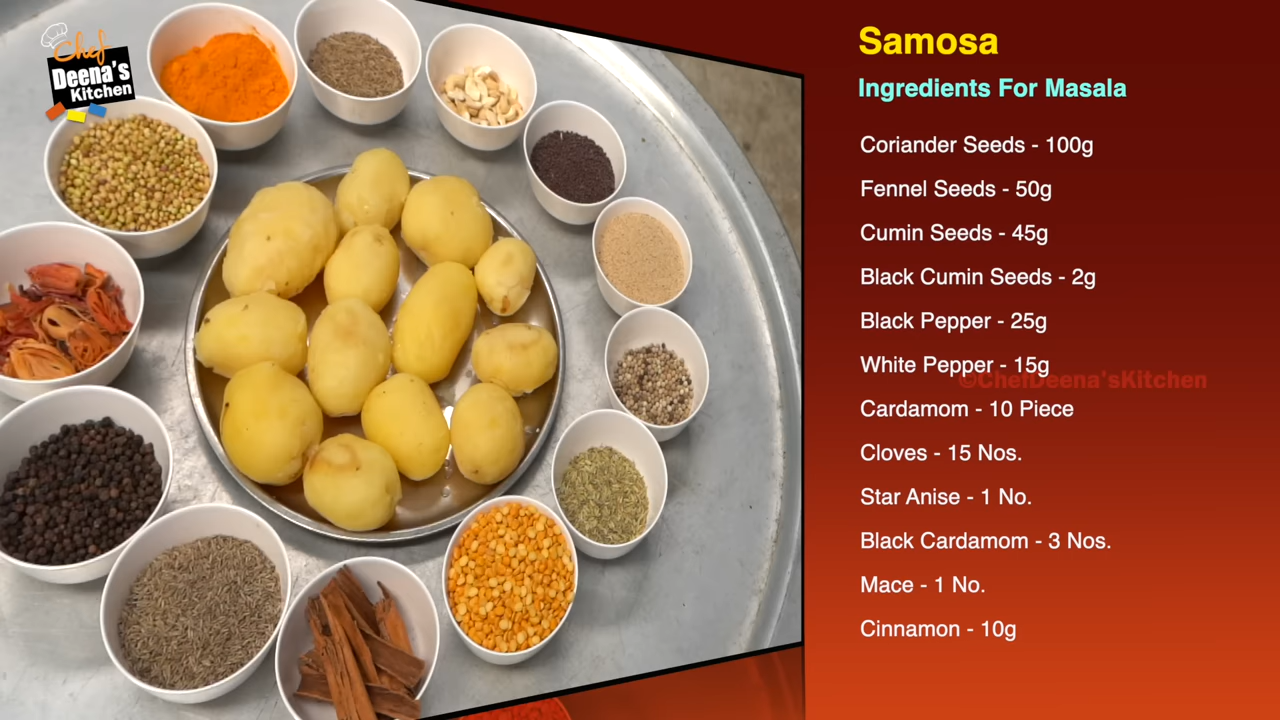 Chef
Deena's
Kitchen
Samosa
Ingredients For Masala
Coriander Seeds - 100g
Fennel Seeds - 50g
Cumin Seeds - 45g
Black Cumin Seeds - 2g
Black Pepper - 25g
White Pepper - 15g
©ChefDeena'sKitchen
Cardamom - 10 Piece
Cloves - 15 Nos.
Star Anise - 1 No.
Black Cardamom - 3 Nos.
Mace - 1 No.
Cinnamon - 10g